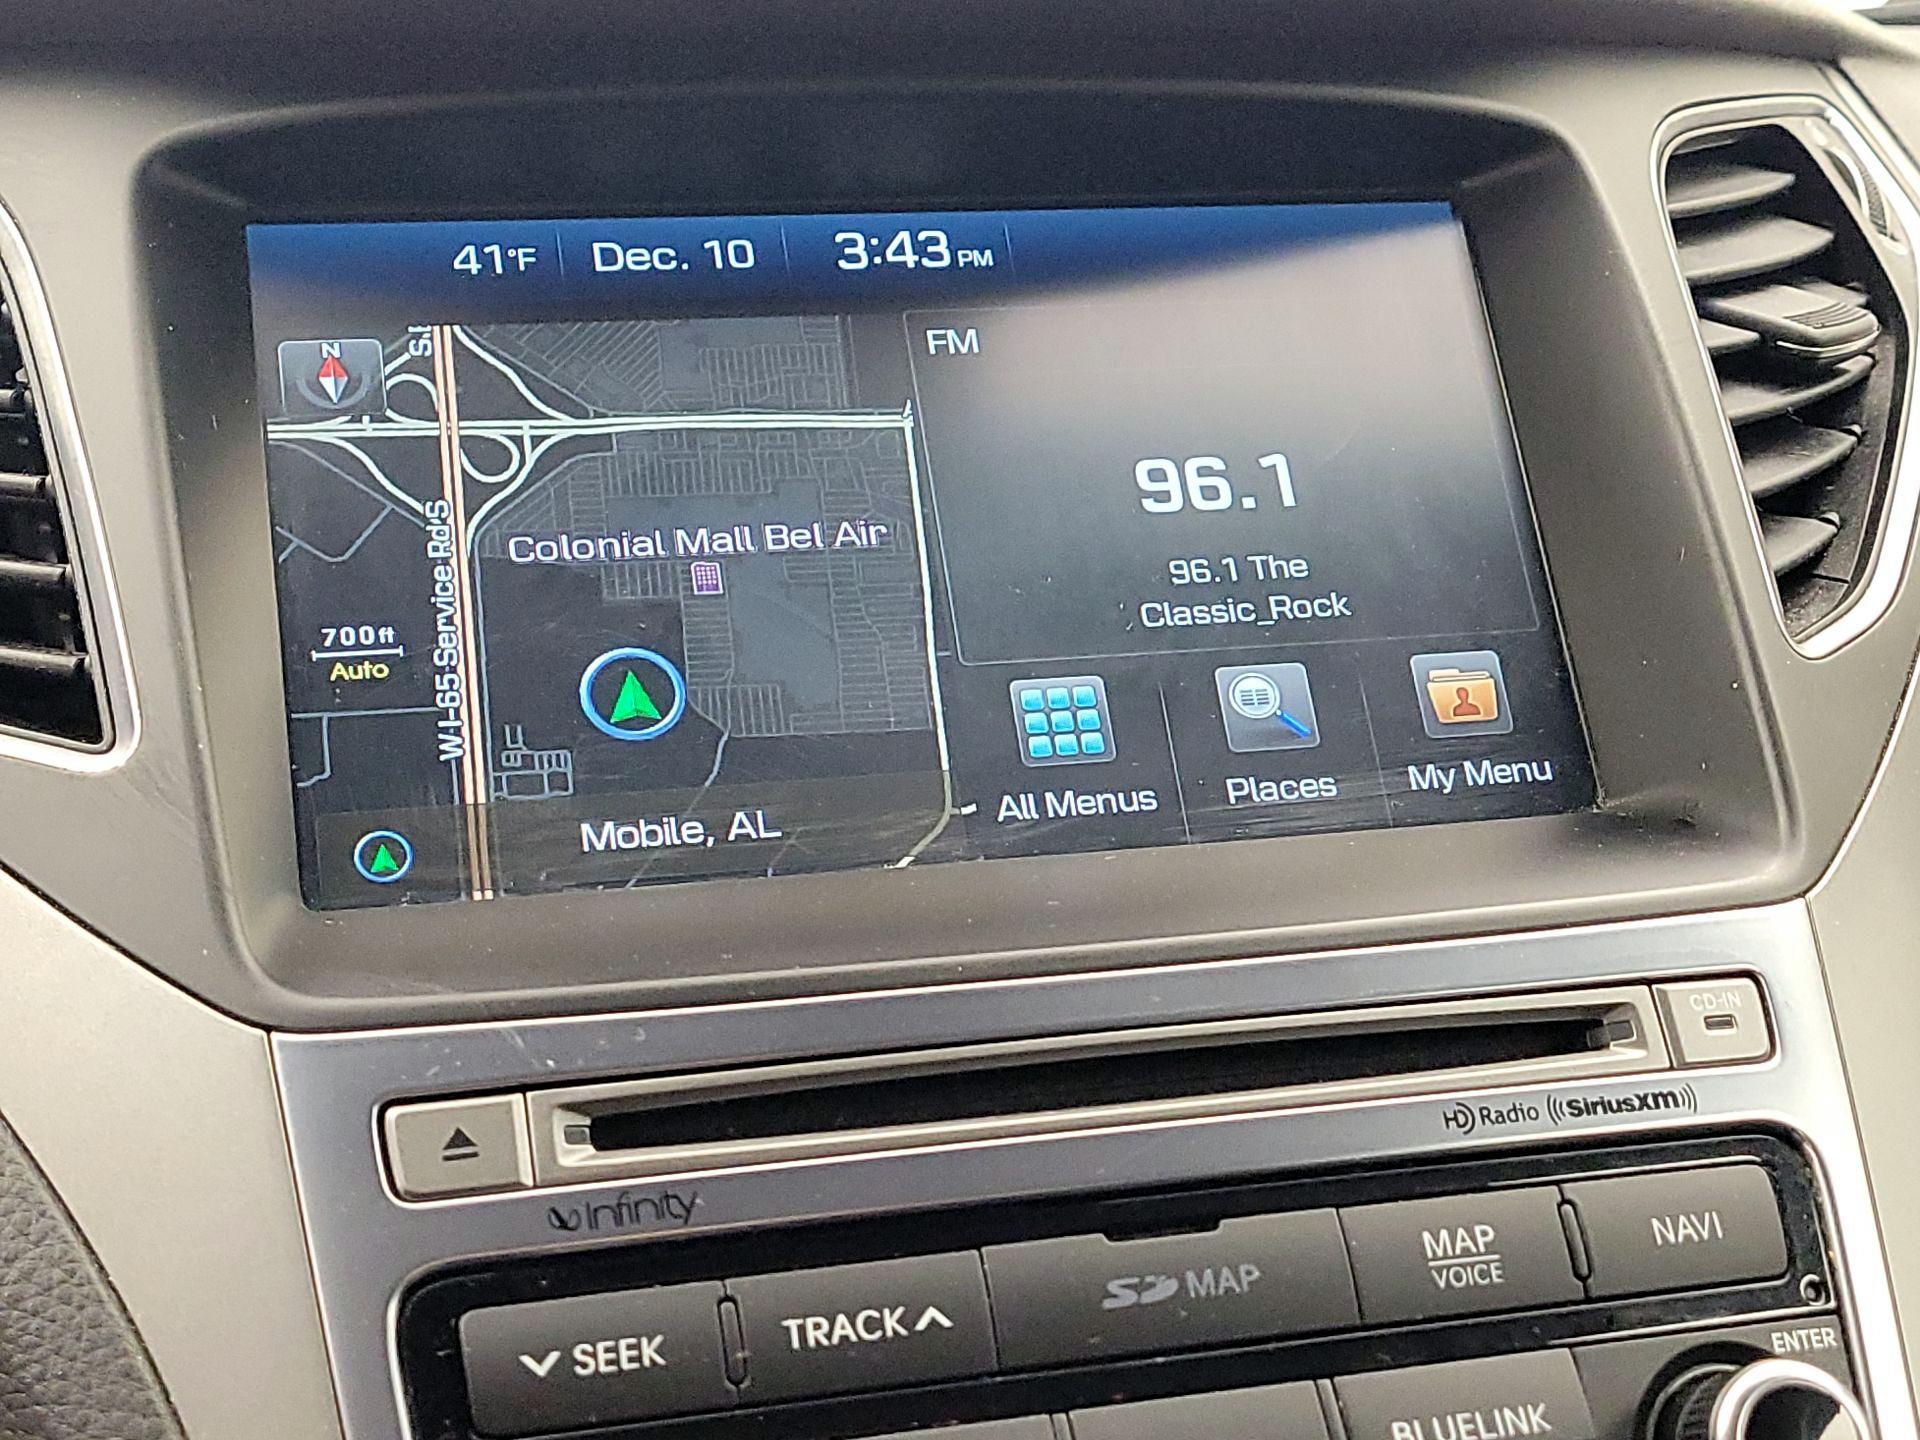 41°F Dec. 10 3:43 PM
N
FM
96.1
W I-65 Service Rd S
Colonial Mall Bel Air
96.1 The
Classic_Rock
700ft
Auto
All Menus
Places
My Menu
Mobile, AL
CD-IN
HD Radio ((SiriusXM))
Infinity
SEEK
TRACK
SD MAP
MAP
VOICE
NAVI
ENTER
BLUELINK